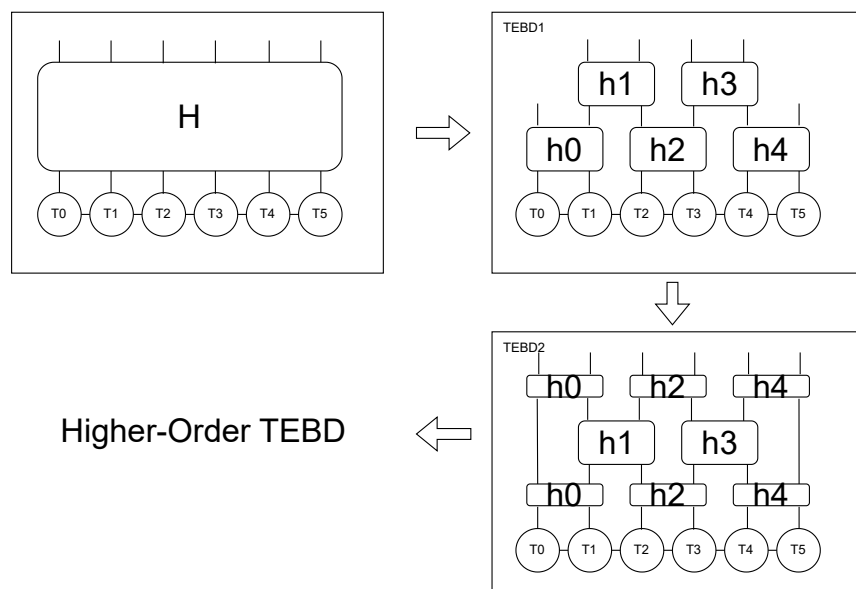 H
T0 T1 T2 T3 T4 T5
TEBD1
h1 h3
h0 h2 h4
T0 T1 T2 T3 T4 T5
TEBD2
h0 h2 h4
h1 h3
h0 h2 h4
T0 T1 T2 T3 T4 T5
Higher-Order TEBD